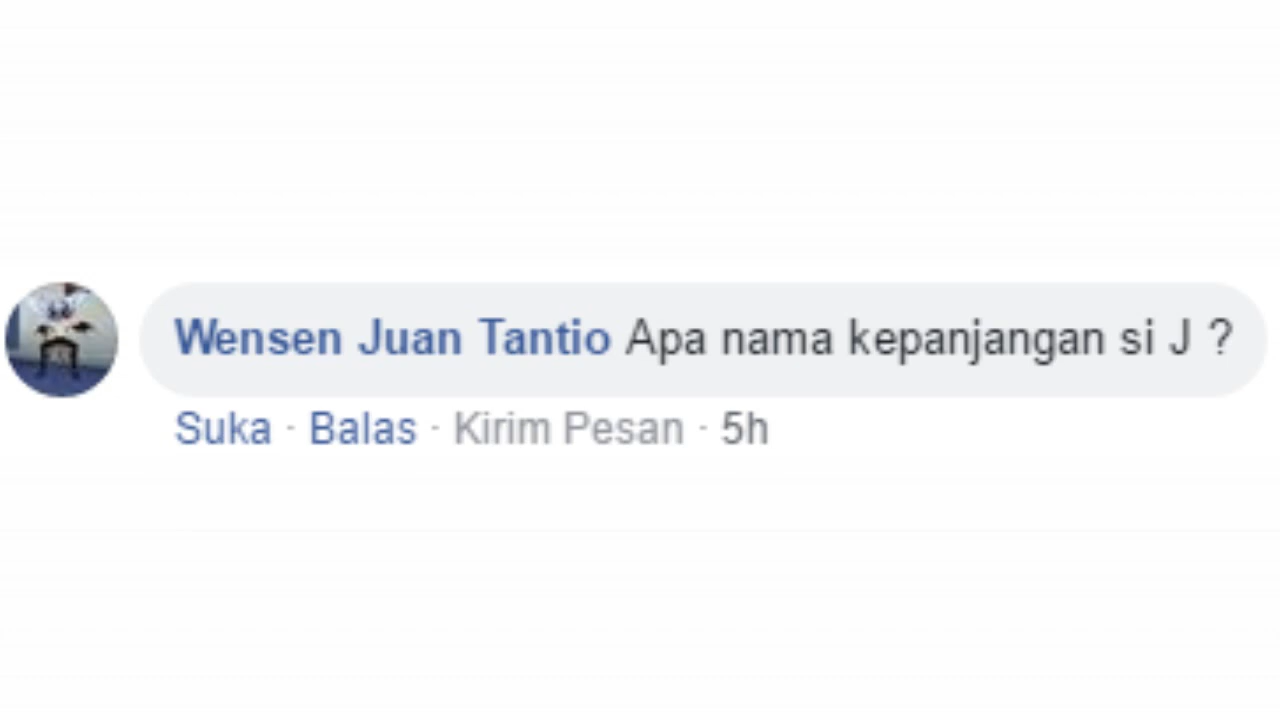 Wensen Juan Tantio Apa nama kepanjangan si J ?
Suka · Balas · Kirim Pesan · 5h